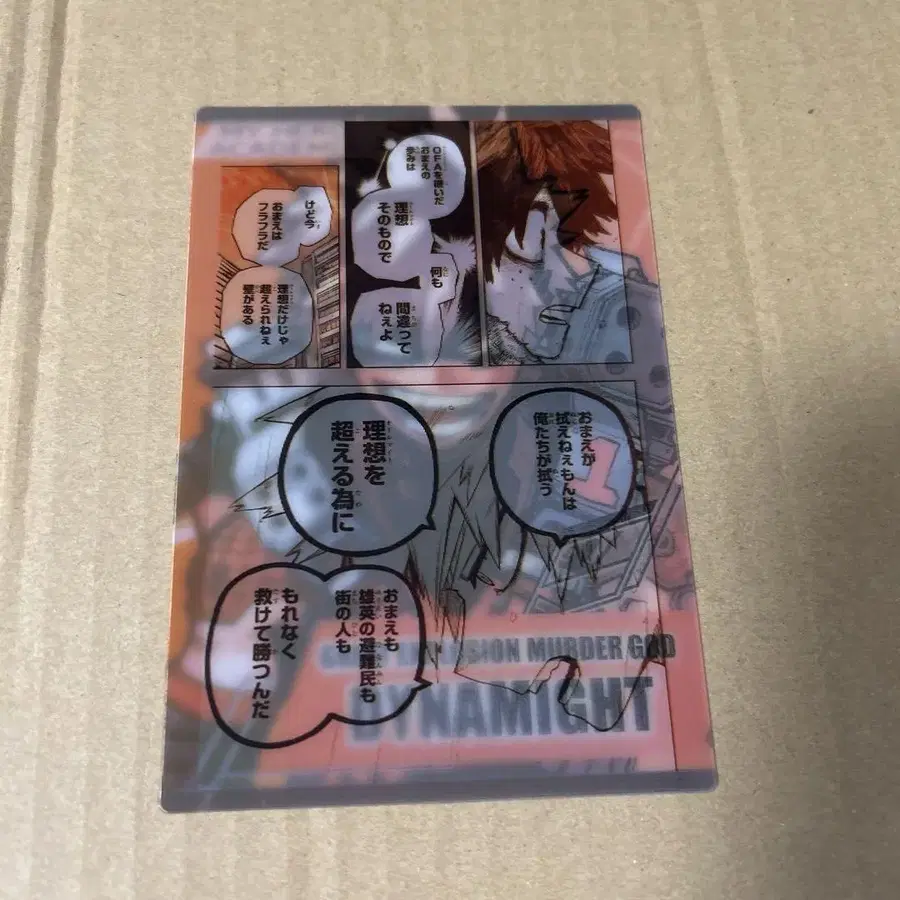 OFAを継いだ
おまえの
歩みは
理想
そのもので
何も
間違って
ねぇよ
けど今
おまえは
フラフラだ
理想だけじゃ
超えられねぇ
壁がある
おまえが
拭えねぇもんは
俺たちが拭う
理想を
超える為に
おまえも
雄英の避難民も
街の人も
もれなく
救けて勝つんだ
MURDER GOD
DYNAMIGHT